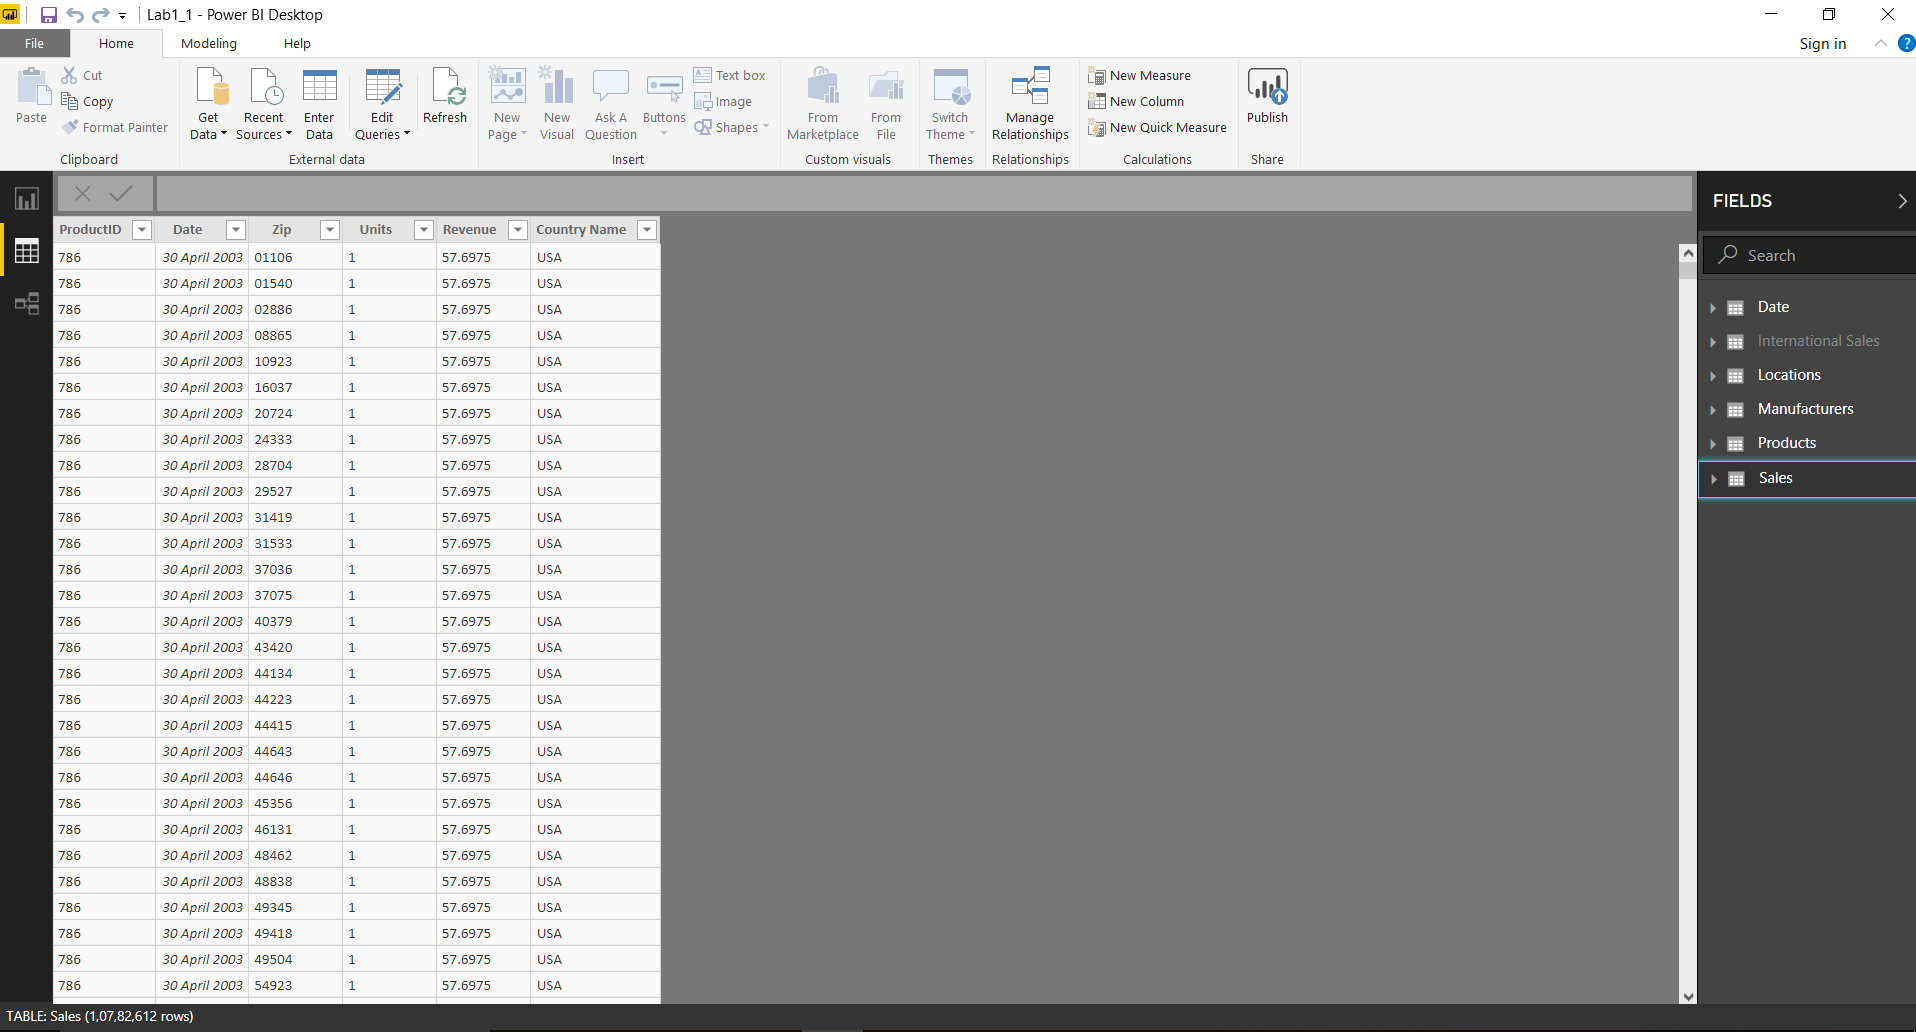 Lab1_1 - Power BI Desktop
File Home Modeling Help Sign in ?
Paste
Cut
Copy
Format Painter
Clipboard
Get Data
Recent Sources
Enter Data
Edit Queries
Refresh
External data
New Page
New Visual
Ask A Question
Buttons
Text box
Image
Shapes
Insert
From Marketplace
From File
Custom visuals
Switch Theme
Themes
Manage Relationships
Relationships
New Measure
New Column
New Quick Measure
Calculations
Publish
Share
ProductID Date Zip Units Revenue Country Name
786 30 April 2003 01106 1 57.6975 USA
786 30 April 2003 01540 1 57.6975 USA
786 30 April 2003 02886 1 57.6975 USA
786 30 April 2003 08865 1 57.6975 USA
786 30 April 2003 10923 1 57.6975 USA
786 30 April 2003 16037 1 57.6975 USA
786 30 April 2003 20724 1 57.6975 USA
786 30 April 2003 24333 1 57.6975 USA
786 30 April 2003 28704 1 57.6975 USA
786 30 April 2003 29527 1 57.6975 USA
786 30 April 2003 31419 1 57.6975 USA
786 30 April 2003 31533 1 57.6975 USA
786 30 April 2003 37036 1 57.6975 USA
786 30 April 2003 37075 1 57.6975 USA
786 30 April 2003 40379 1 57.6975 USA
786 30 April 2003 43420 1 57.6975 USA
786 30 April 2003 44134 1 57.6975 USA
786 30 April 2003 44223 1 57.6975 USA
786 30 April 2003 44415 1 57.6975 USA
786 30 April 2003 44643 1 57.6975 USA
786 30 April 2003 44646 1 57.6975 USA
786 30 April 2003 45356 1 57.6975 USA
786 30 April 2003 46131 1 57.6975 USA
786 30 April 2003 48462 1 57.6975 USA
786 30 April 2003 48838 1 57.6975 USA
786 30 April 2003 49345 1 57.6975 USA
786 30 April 2003 49418 1 57.6975 USA
786 30 April 2003 49504 1 57.6975 USA
786 30 April 2003 54923 1 57.6975 USA
FIELDS
Search
Date
International Sales
Locations
Manufacturers
Products
Sales
TABLE: Sales (1,07,82,612 rows)